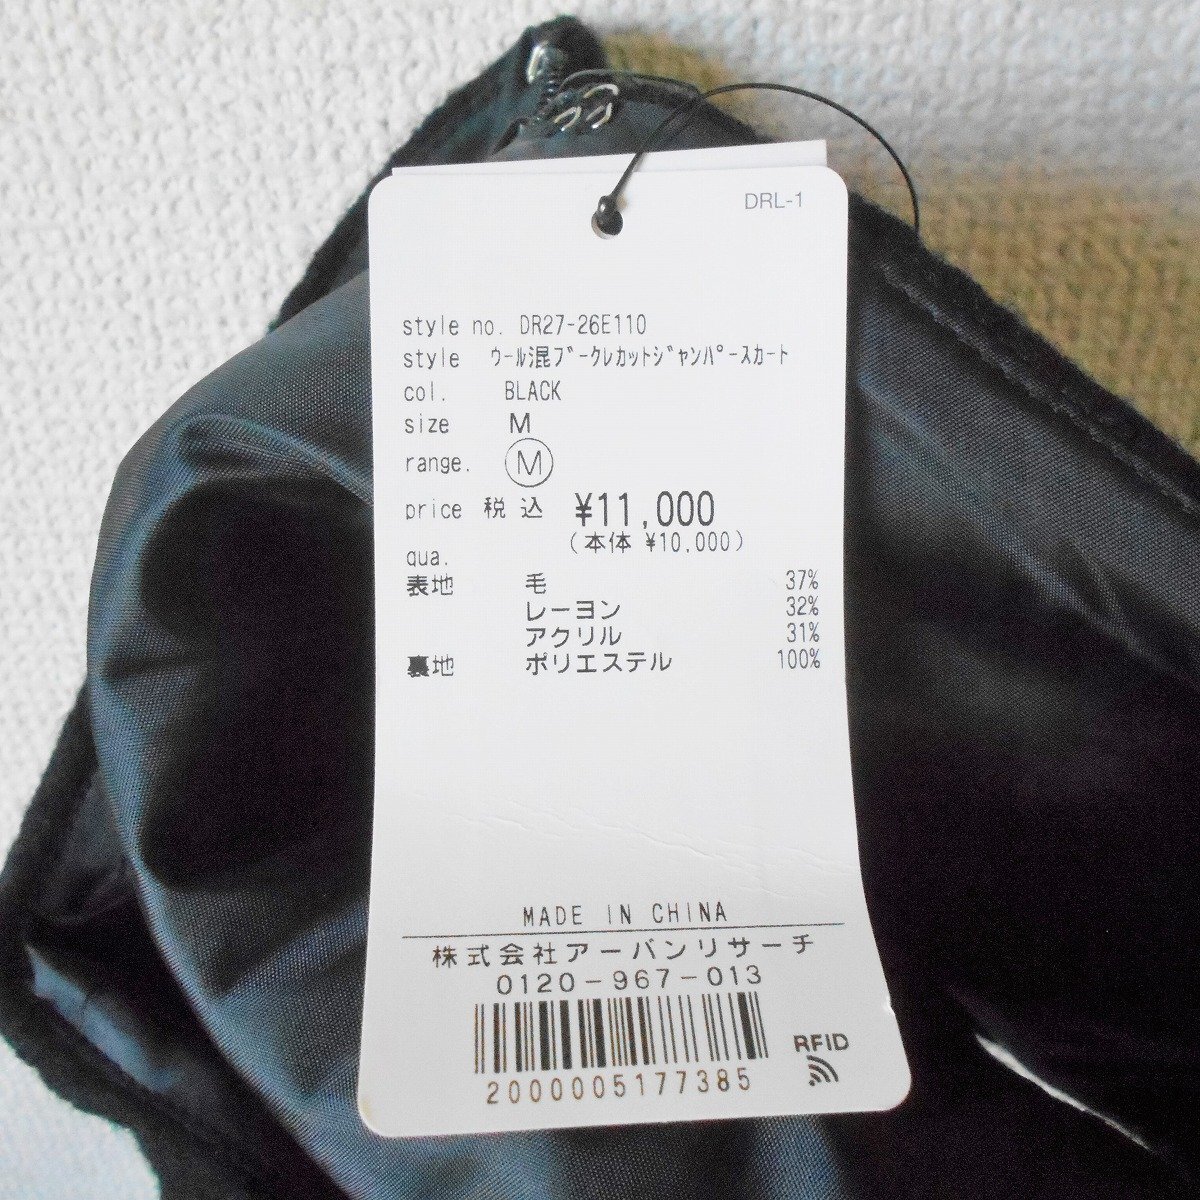 DRL-1
style no. DR27-26E110
style ウール混ブークレカットジャンパースカート
col. BLACK
size M
range. Ⓜ
price 税込 ¥11,000
(本体 ¥10,000)
qua.
表地 毛 37%
レーヨン 32%
アクリル 31%
裏地 ポリエステル 100%
MADE IN CHINA
株式会社アーバンリサーチ
0120-967-013
RFID
2000005177385